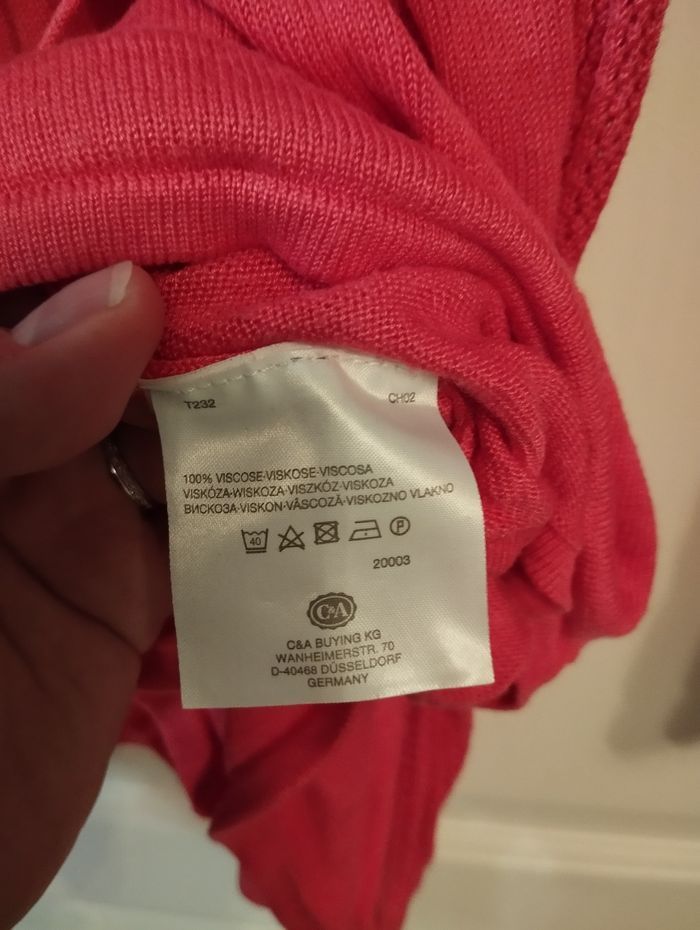 T232 CH02
100% VISCOSE·VISKOSE·VISCOSA
VISKÓZA·WISKOZA·VISZKÓZ·VISKOZA
ВИСКОЗА·VISKON·VÂSCOZĂ·VISKOZNO VLAKNO
40 P
20003
C&A
C&A BUYING KG
WANHEIMERSTR. 70
D-40468 DÜSSELDORF
GERMANY